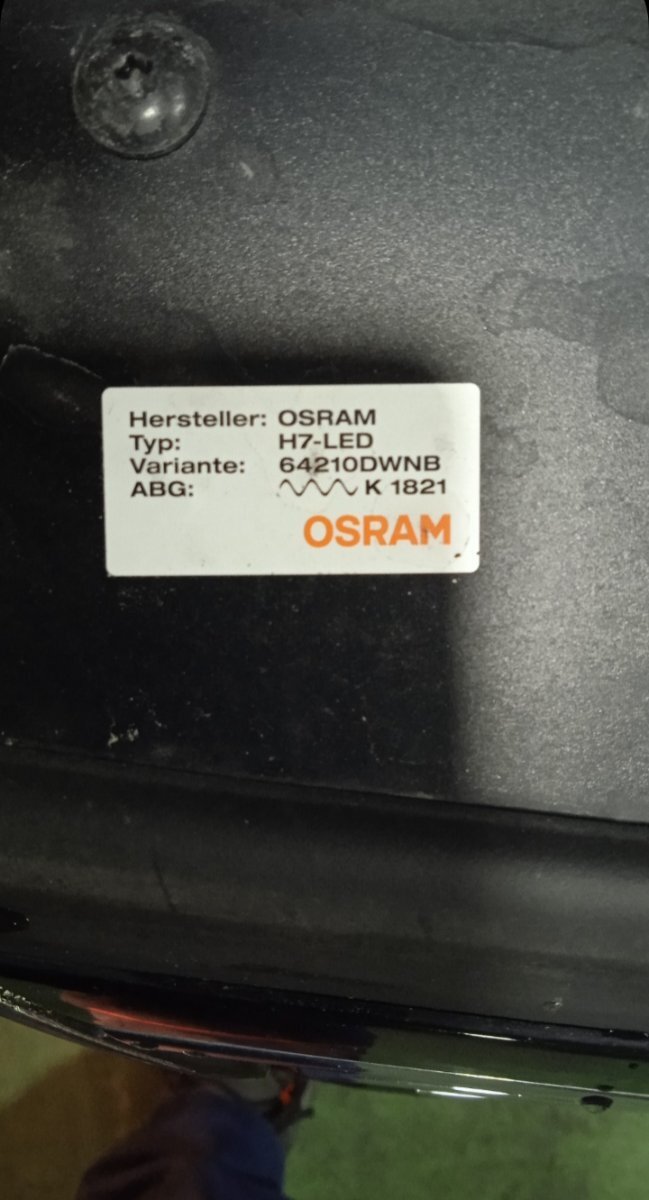 Hersteller: OSRAM
Typ: H7-LED
Variante: 64210DWNB
ABG: K 1821
OSRAM